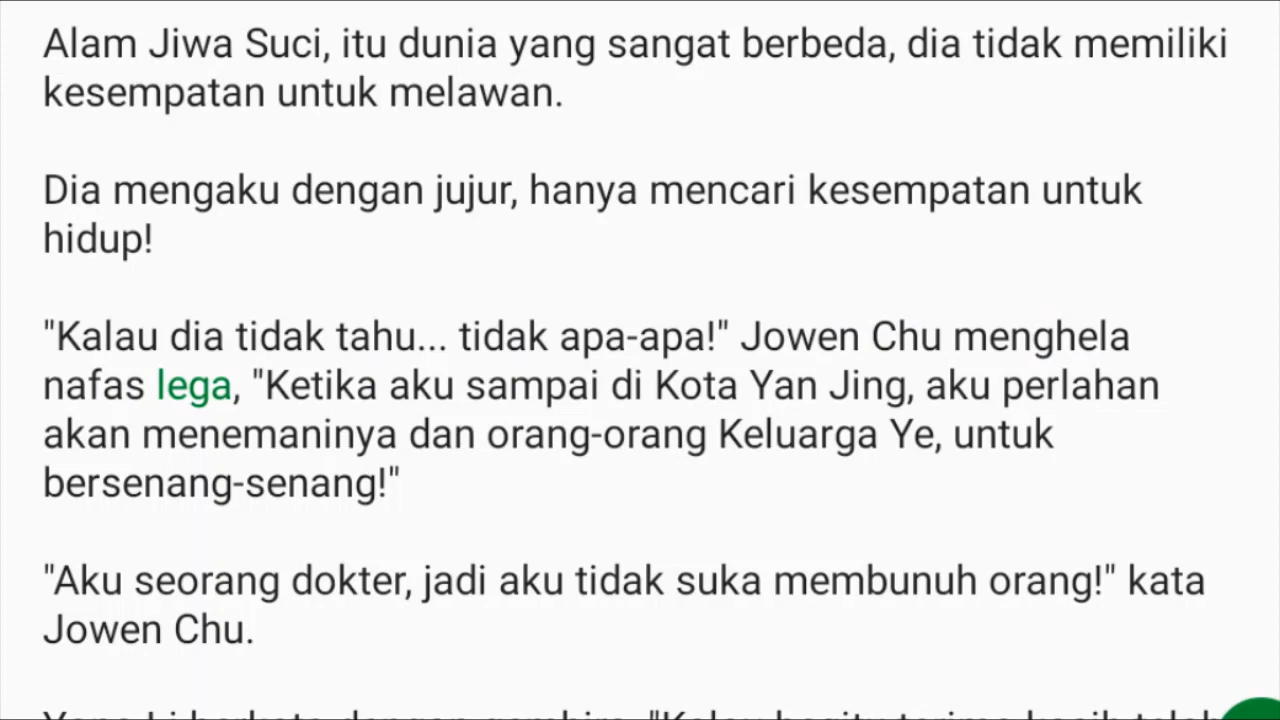 Alam Jiwa Suci, itu dunia yang sangat berbeda, dia tidak memiliki
kesempatan untuk melawan.
Dia mengaku dengan jujur, hanya mencari kesempatan untuk
hidup!
"Kalau dia tidak tahu... tidak apa-apa!" Jowen Chu menghela
nafas lega, "Ketika aku sampai di Kota Yan Jing, aku perlahan
akan menemaninya dan orang-orang Keluarga Ye, untuk
bersenang-senang!"
"Aku seorang dokter, jadi aku tidak suka membunuh orang!" kata
Jowen Chu.